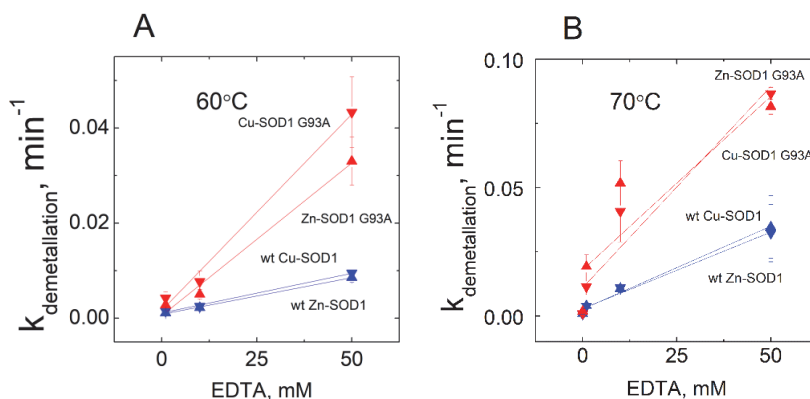 A
60°C
k demetallation, min-1
0.04
0.02
0.00
Cu-SOD1 G93A
Zn-SOD1 G93A
wt Cu-SOD1
wt Zn-SOD1
0
25
50
EDTA, mM
B
70°C
k demetallation, min-1
0.10
0.05
0.00
Zn-SOD1 G93A
Cu-SOD1 G93A
wt Cu-SOD1
wt Zn-SOD1
0
25
50
EDTA, mM